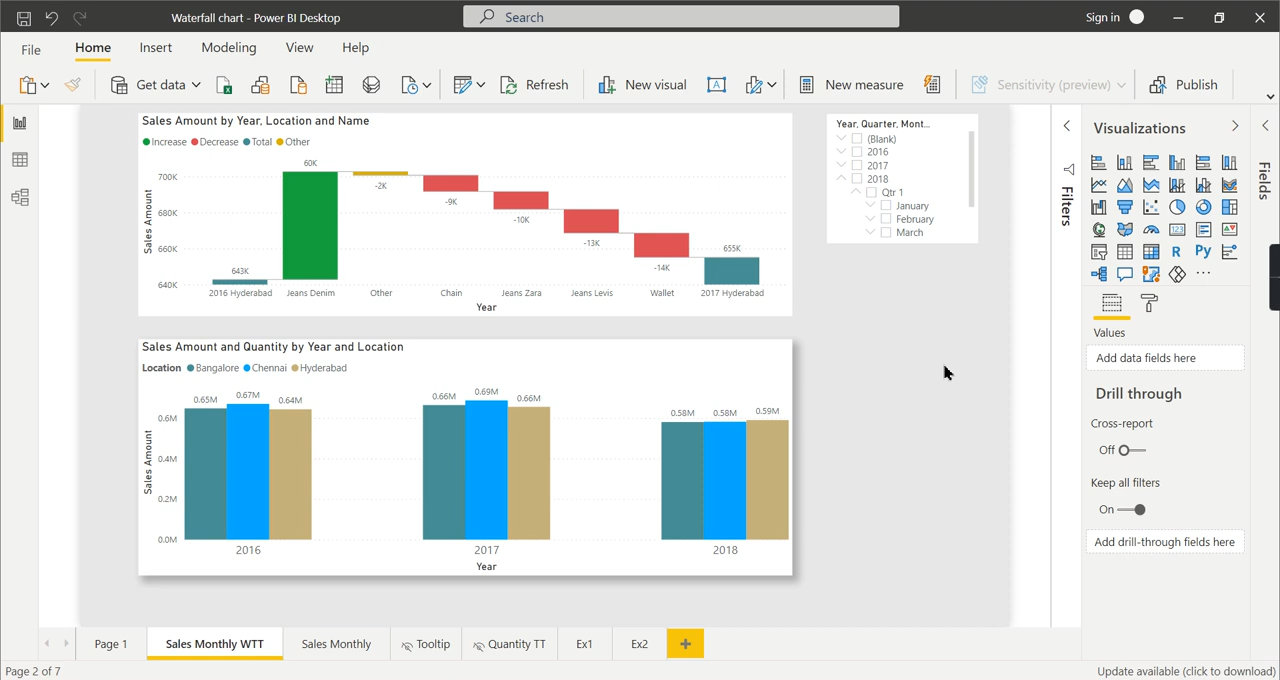 Waterfall chart - Power BI Desktop
Search
Sign in
File
Home
Insert
Modeling
View
Help
Get data
Refresh
New visual
New measure
Sensitivity (preview)
Publish
Sales Amount by Year, Location and Name
Increase Decrease Total Other
Sales Amount
700K
680K
660K
640K
643K
60K
-2K
-9K
-10K
-13K
-14K
655K
2016 Hyderabad Jeans Denim Other Chain Jeans Zara Jeans Levis Wallet 2017 Hyderabad
Year
Year, Quarter, Mont...
(Blank)
2016
2017
2018
Qtr 1
January
February
March
Sales Amount and Quantity by Year and Location
Location Bangalore Chennai Hyderabad
Sales Amount
0.6M
0.4M
0.2M
0.0M
0.65M 0.67M 0.64M
0.66M 0.69M 0.66M
0.58M 0.58M 0.59M
2016 2017 2018
Year
Filters
Visualizations
R
Py
123
...
Values
Add data fields here
Drill through
Cross-report
Off
Keep all filters
On
Add drill-through fields here
Fields
Page 1
Sales Monthly WTT
Sales Monthly
Tooltip
Quantity TT
Ex1
Ex2
+
Page 2 of 7
Update available (click to download)